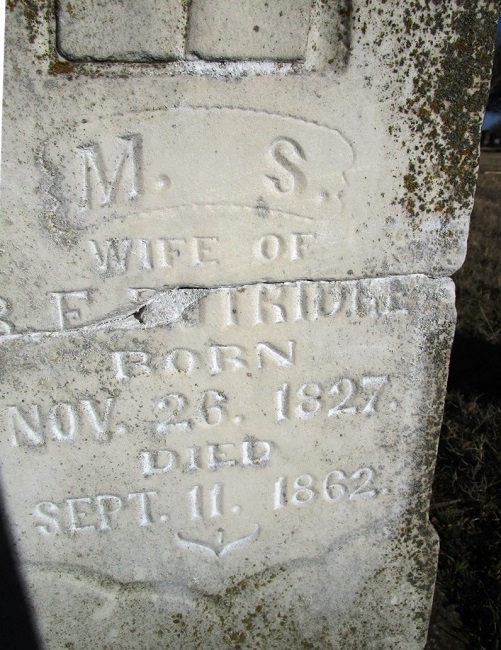 M. S.
WIFE OF
E.
BORN
NOV. 26. 1827.
DIED
SEPT. 11. 1862.